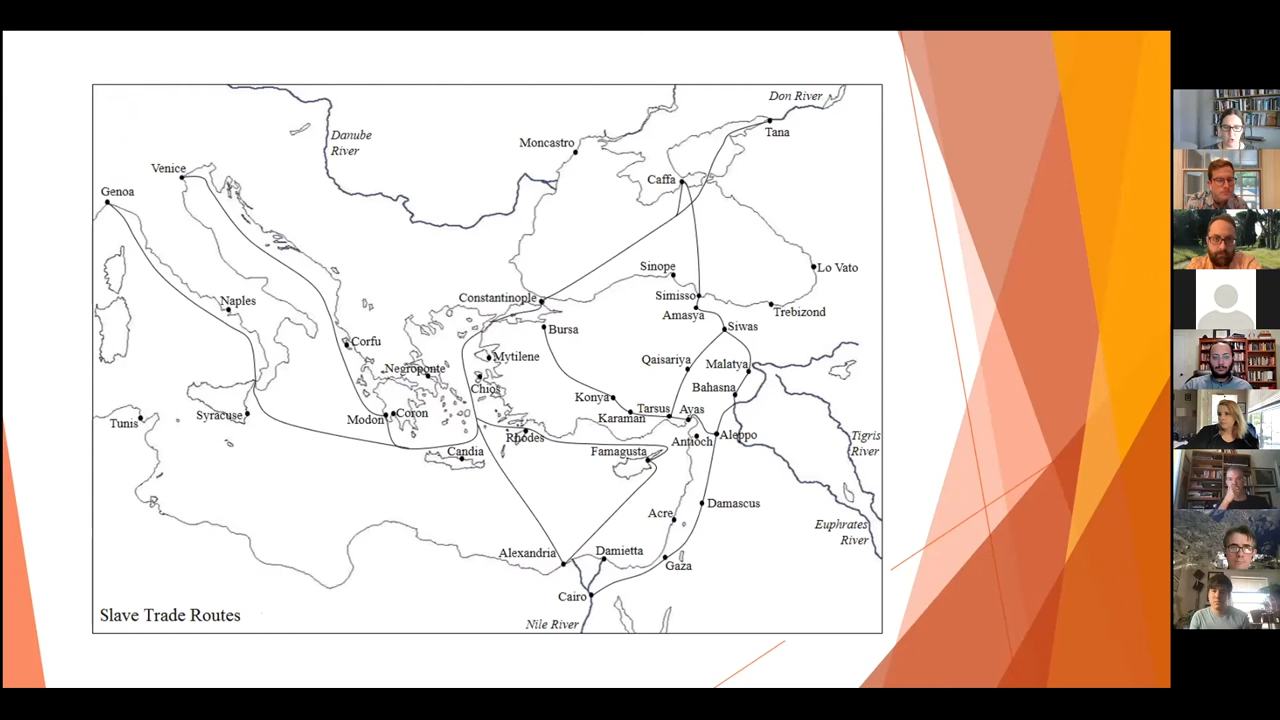 Don River
Tana
Danube
River
Moncastro
Venice
Caffa
Genoa
Lo Vato
Sinope
Simisso
Constantinople
Naples
Trebizond
Amasya
Siwas
Bursa
Corfu
Mytilene
Qaisariya
Malatya
Negroponte
Chios
Bahasna
Konya
Tarsus
Avas
Syracuse
Modon
Coron
Karaman
Tunis
Rhodes
Antioch
Aleppo
Tigris
River
Candia
Famagusta
Damascus
Acre
Euphrates
River
Alexandria
Damietta
Gaza
Cairo
Slave Trade Routes
Nile River